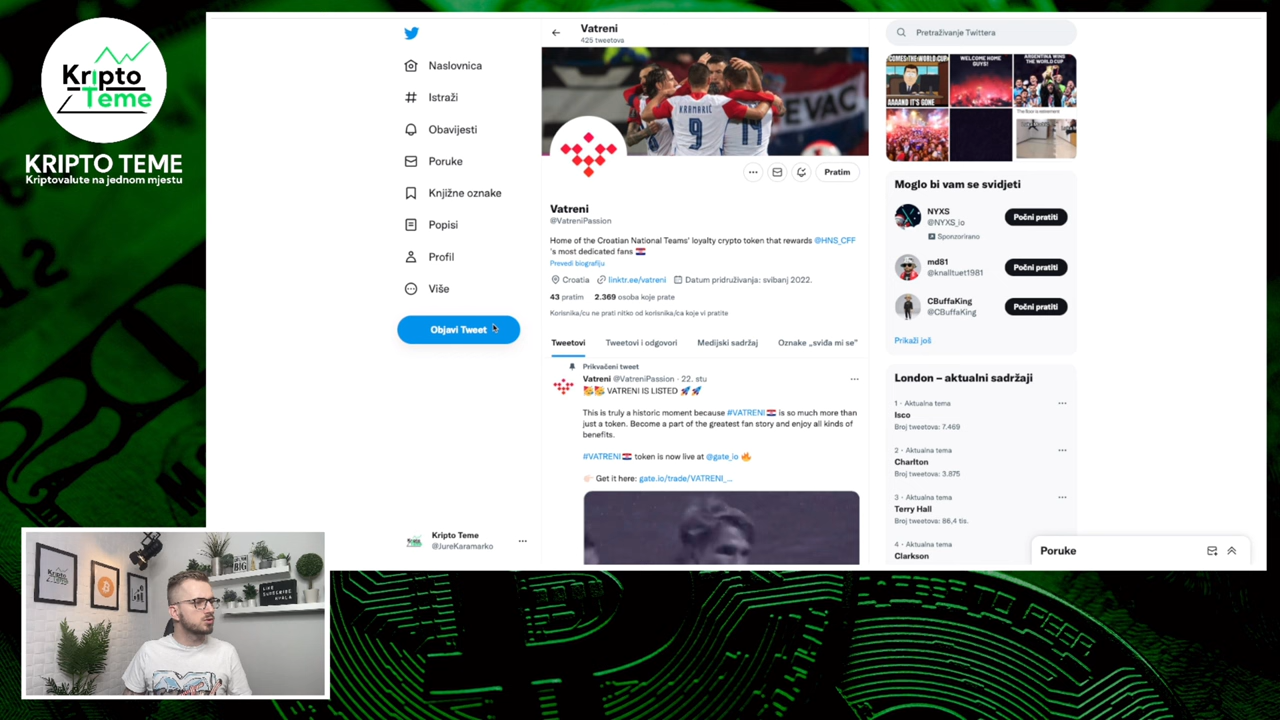 Kripto
Teme
KRIPTO TEME
Kriptovalute na jednom mjestu
Naslovnica
Istraži
Obavijesti
Poruke
Knjižne oznake
Popisi
Profil
Više
Objavi Tweet
Kripto Teme
@JureKaramarko
Vatreni
425 tweetova
KRAMARIĆ
9
EVAC
Pratim
Vatreni
@VatreniPassion
Home of the Croatian National Teams' loyalty crypto token that rewards @HNS_CFF
's most dedicated fans
Prevedi biografiju
Croatia linktr.ee/vatreni Datum pridruživanja: svibanj 2022.
43 pratim 2.369 osoba koje prate
Korisnika/cu ne prati nitko od korisnika/ca koje vi pratite
Tweetovi Tweetovi i odgovori Medijski sadržaj Oznake „sviđa mi se”
Prikvačeni tweet
Vatreni @VatreniPassion · 22. stu
VATRENI IS LISTED
This is truly a historic moment because #VATRENI is so much more than
just a token. Become a part of the greatest fan story and enjoy all kinds of
benefits.
#VATRENI token is now live at @gate_io
Get it here: gate.io/trade/VATRENI_...
Pretraživanje Twittera
COMES THE WORLD CUP
AAAAND IT'S GONE
WELCOME HOME
GUYS!
ARGENTINA WINS
THE WORLD CUP
Moglo bi vam se svidjeti
NYXS
@NYXS_io
Sponzorirano
Počni pratiti
md81
@knalltuet1981
Počni pratiti
CBuffaKing
@CBuffaKing
Počni pratiti
Prikaži još
London – aktualni sadržaji
1 · Aktualna tema
Isco
Broj tweetova: 7.469
2 · Aktualna tema
Charlton
Broj tweetova: 3.875
3 · Aktualna tema
Terry Hall
Broj tweetova: 86,4 tis.
4 · Aktualna tema
Clarkson
Poruke
BIG